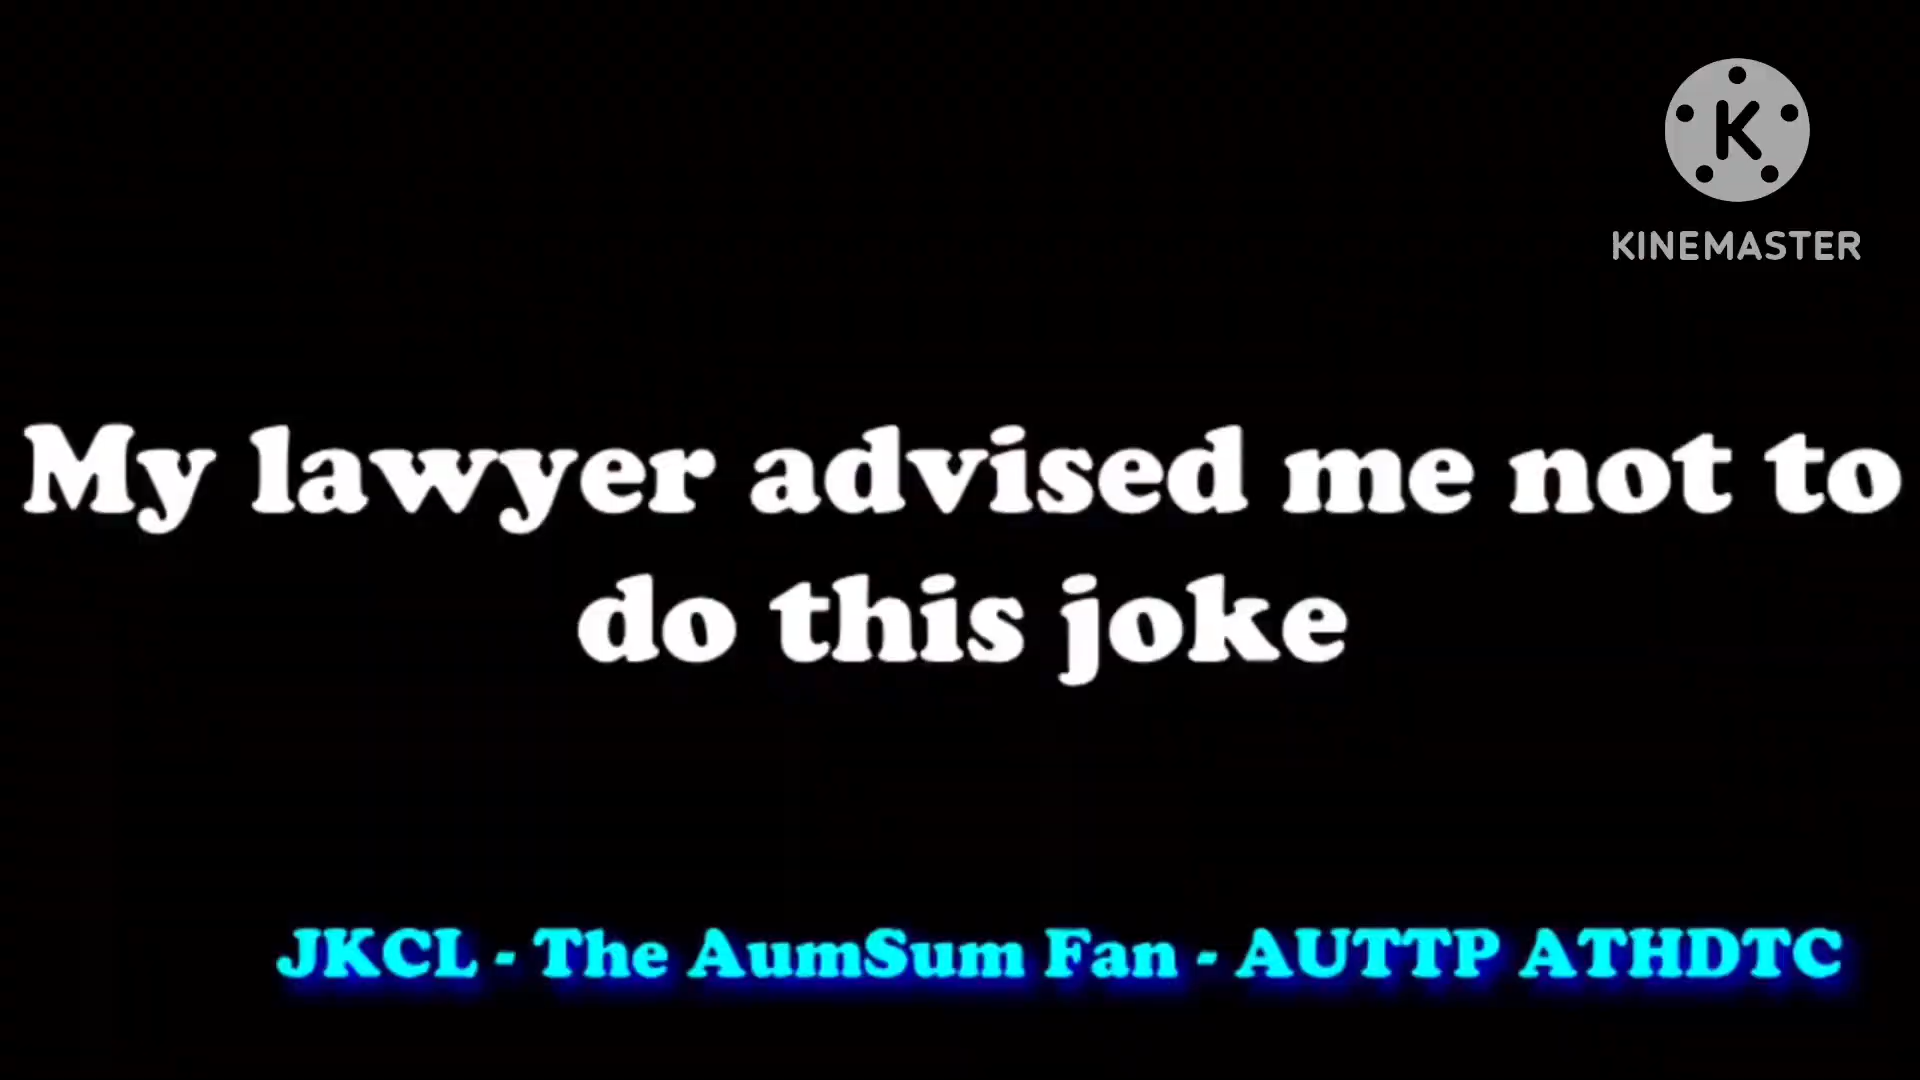 K
KINEMASTER
My lawyer advised me not to
do this joke
JKCL - The AumSum Fan - AUTTP ATHDTC